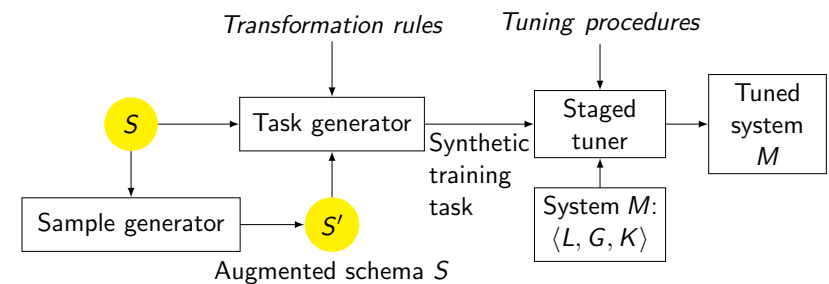 Transformation rules
Tuning procedures
S
Task generator
Synthetic
training
task
Staged
tuner
Tuned
system
M
Sample generator
S′
Augmented schema S
System M:
⟨L, G, K⟩